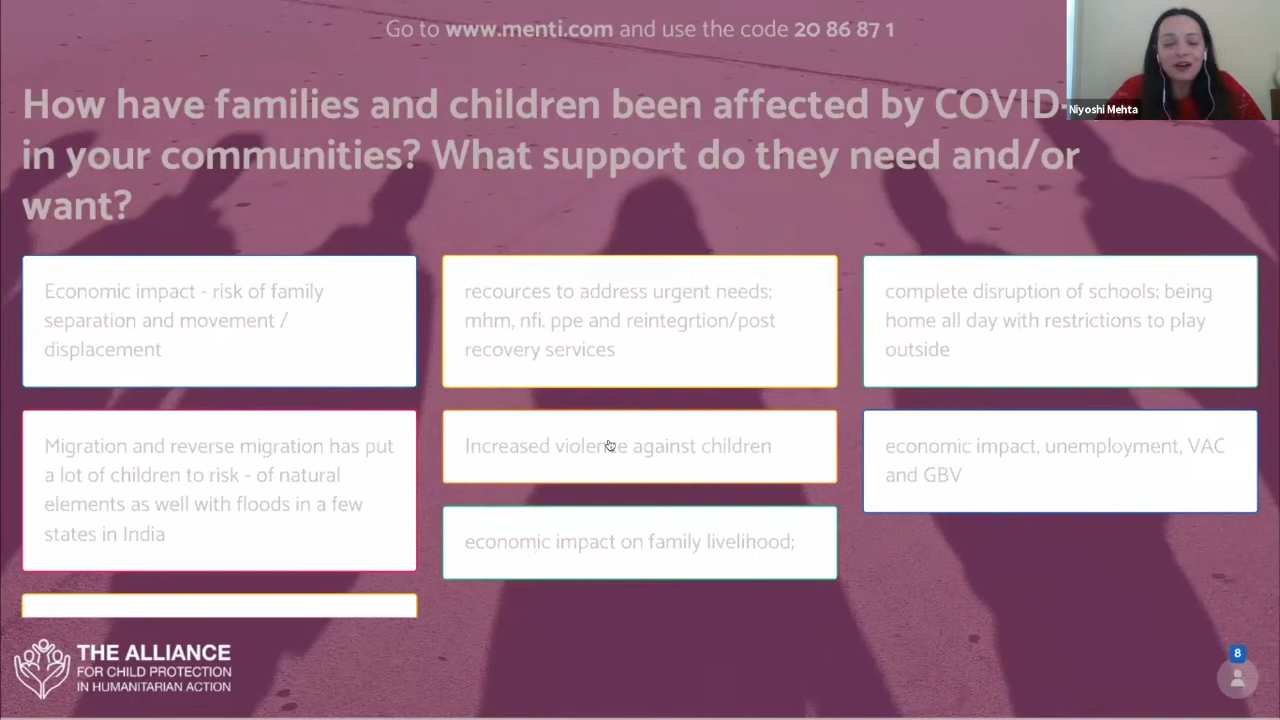 Go to www.menti.com and use the code 20 86 87 1
Niyoshi Mehta
How have families and children been affected by COVID-
in your communities? What support do they need and/or
want?
Economic impact - risk of family
separation and movement /
displacement
recources to address urgent needs;
mhm, nfi. ppe and reintegrtion/post
recovery services
complete disruption of schools; being
home all day with restrictions to play
outside
Migration and reverse migration has put
a lot of children to risk - of natural
elements as well with floods in a few
states in India
Increased violence against children
economic impact, unemployment, VAC
and GBV
economic impact on family livelihood;
THE ALLIANCE
FOR CHILD PROTECTION
IN HUMANITARIAN ACTION
8